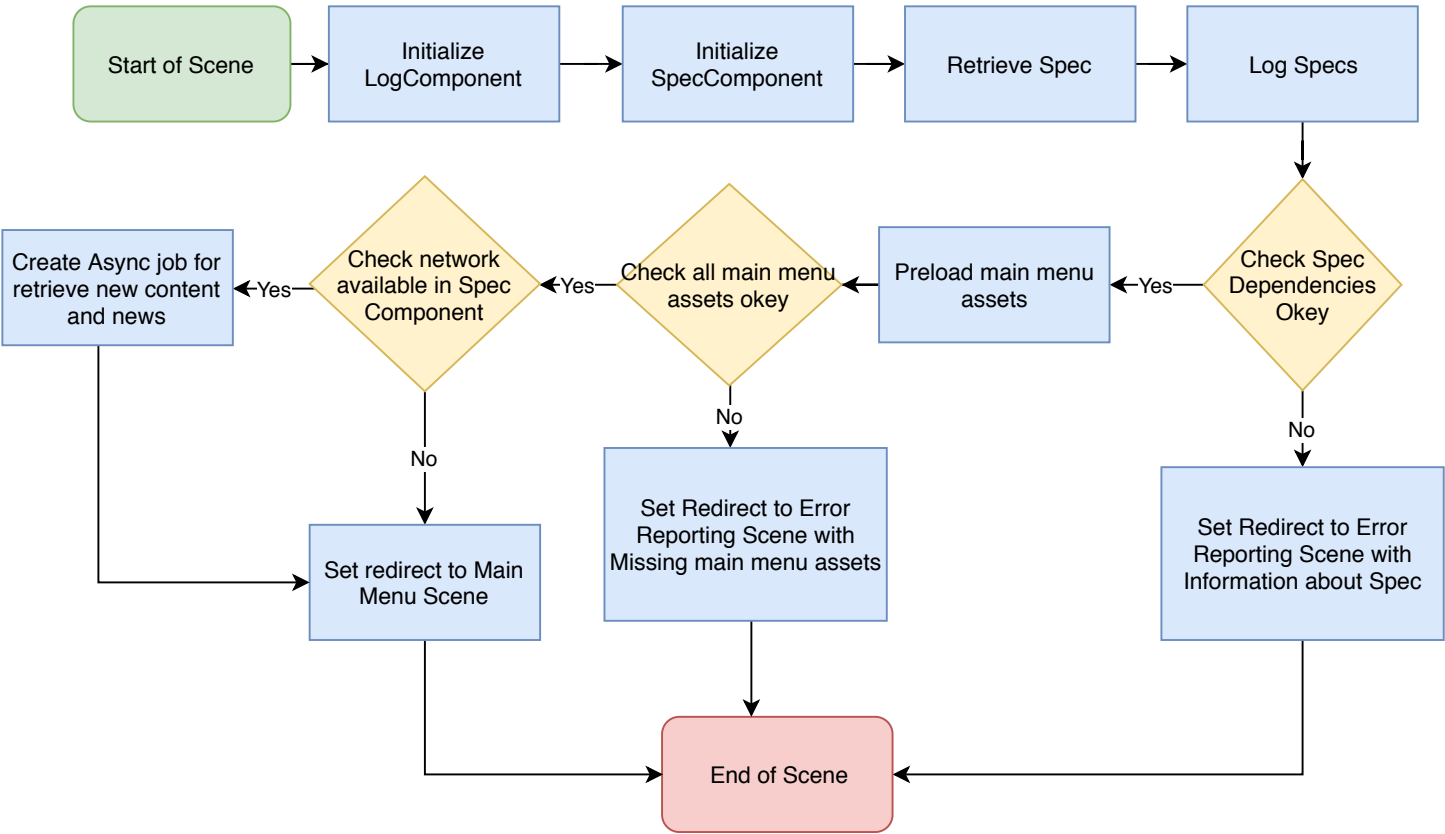 Start of Scene
Initialize
LogComponent
Initialize
SpecComponent
Retrieve Spec
Log Specs
Create Async job for
retrieve new content
and news
Yes
Check network
available in Spec
Component
Yes
Check all main menu
assets okey
Preload main menu
assets
Yes
Check Spec
Dependencies
Okey
No
No
No
Set redirect to Main
Menu Scene
Set Redirect to Error
Reporting Scene with
Missing main menu assets
Set Redirect to Error
Reporting Scene with
Information about Spec
End of Scene